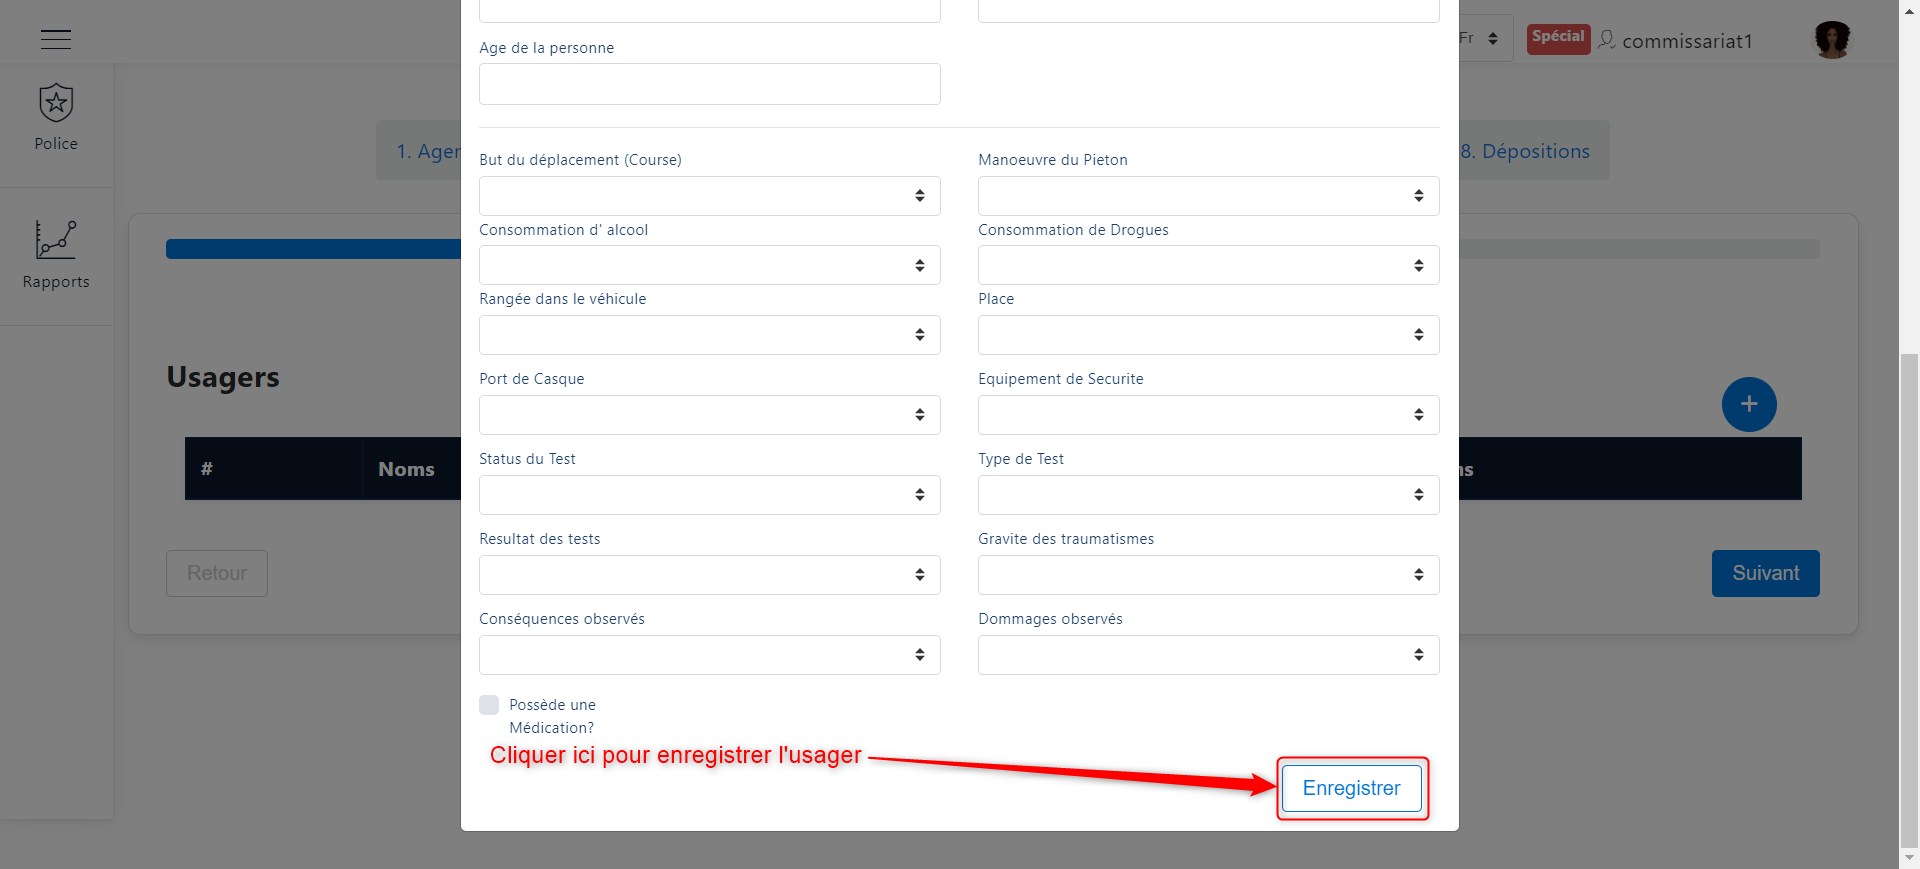 Fr
Spécial
commissariat1
Police
Rapports
1. Agen
8. Dépositions
Age de la personne
But du déplacement (Course)
Manoeuvre du Pieton
Consommation d' alcool
Consommation de Drogues
Rangée dans le véhicule
Place
Port de Casque
Equipement de Securite
Status du Test
Type de Test
Resultat des tests
Gravite des traumatismes
Conséquences observés
Dommages observés
Possède une
Médication?
Cliquer ici pour enregistrer l'usager
Enregistrer
Usagers
+
#
Noms
ns
Retour
Suivant